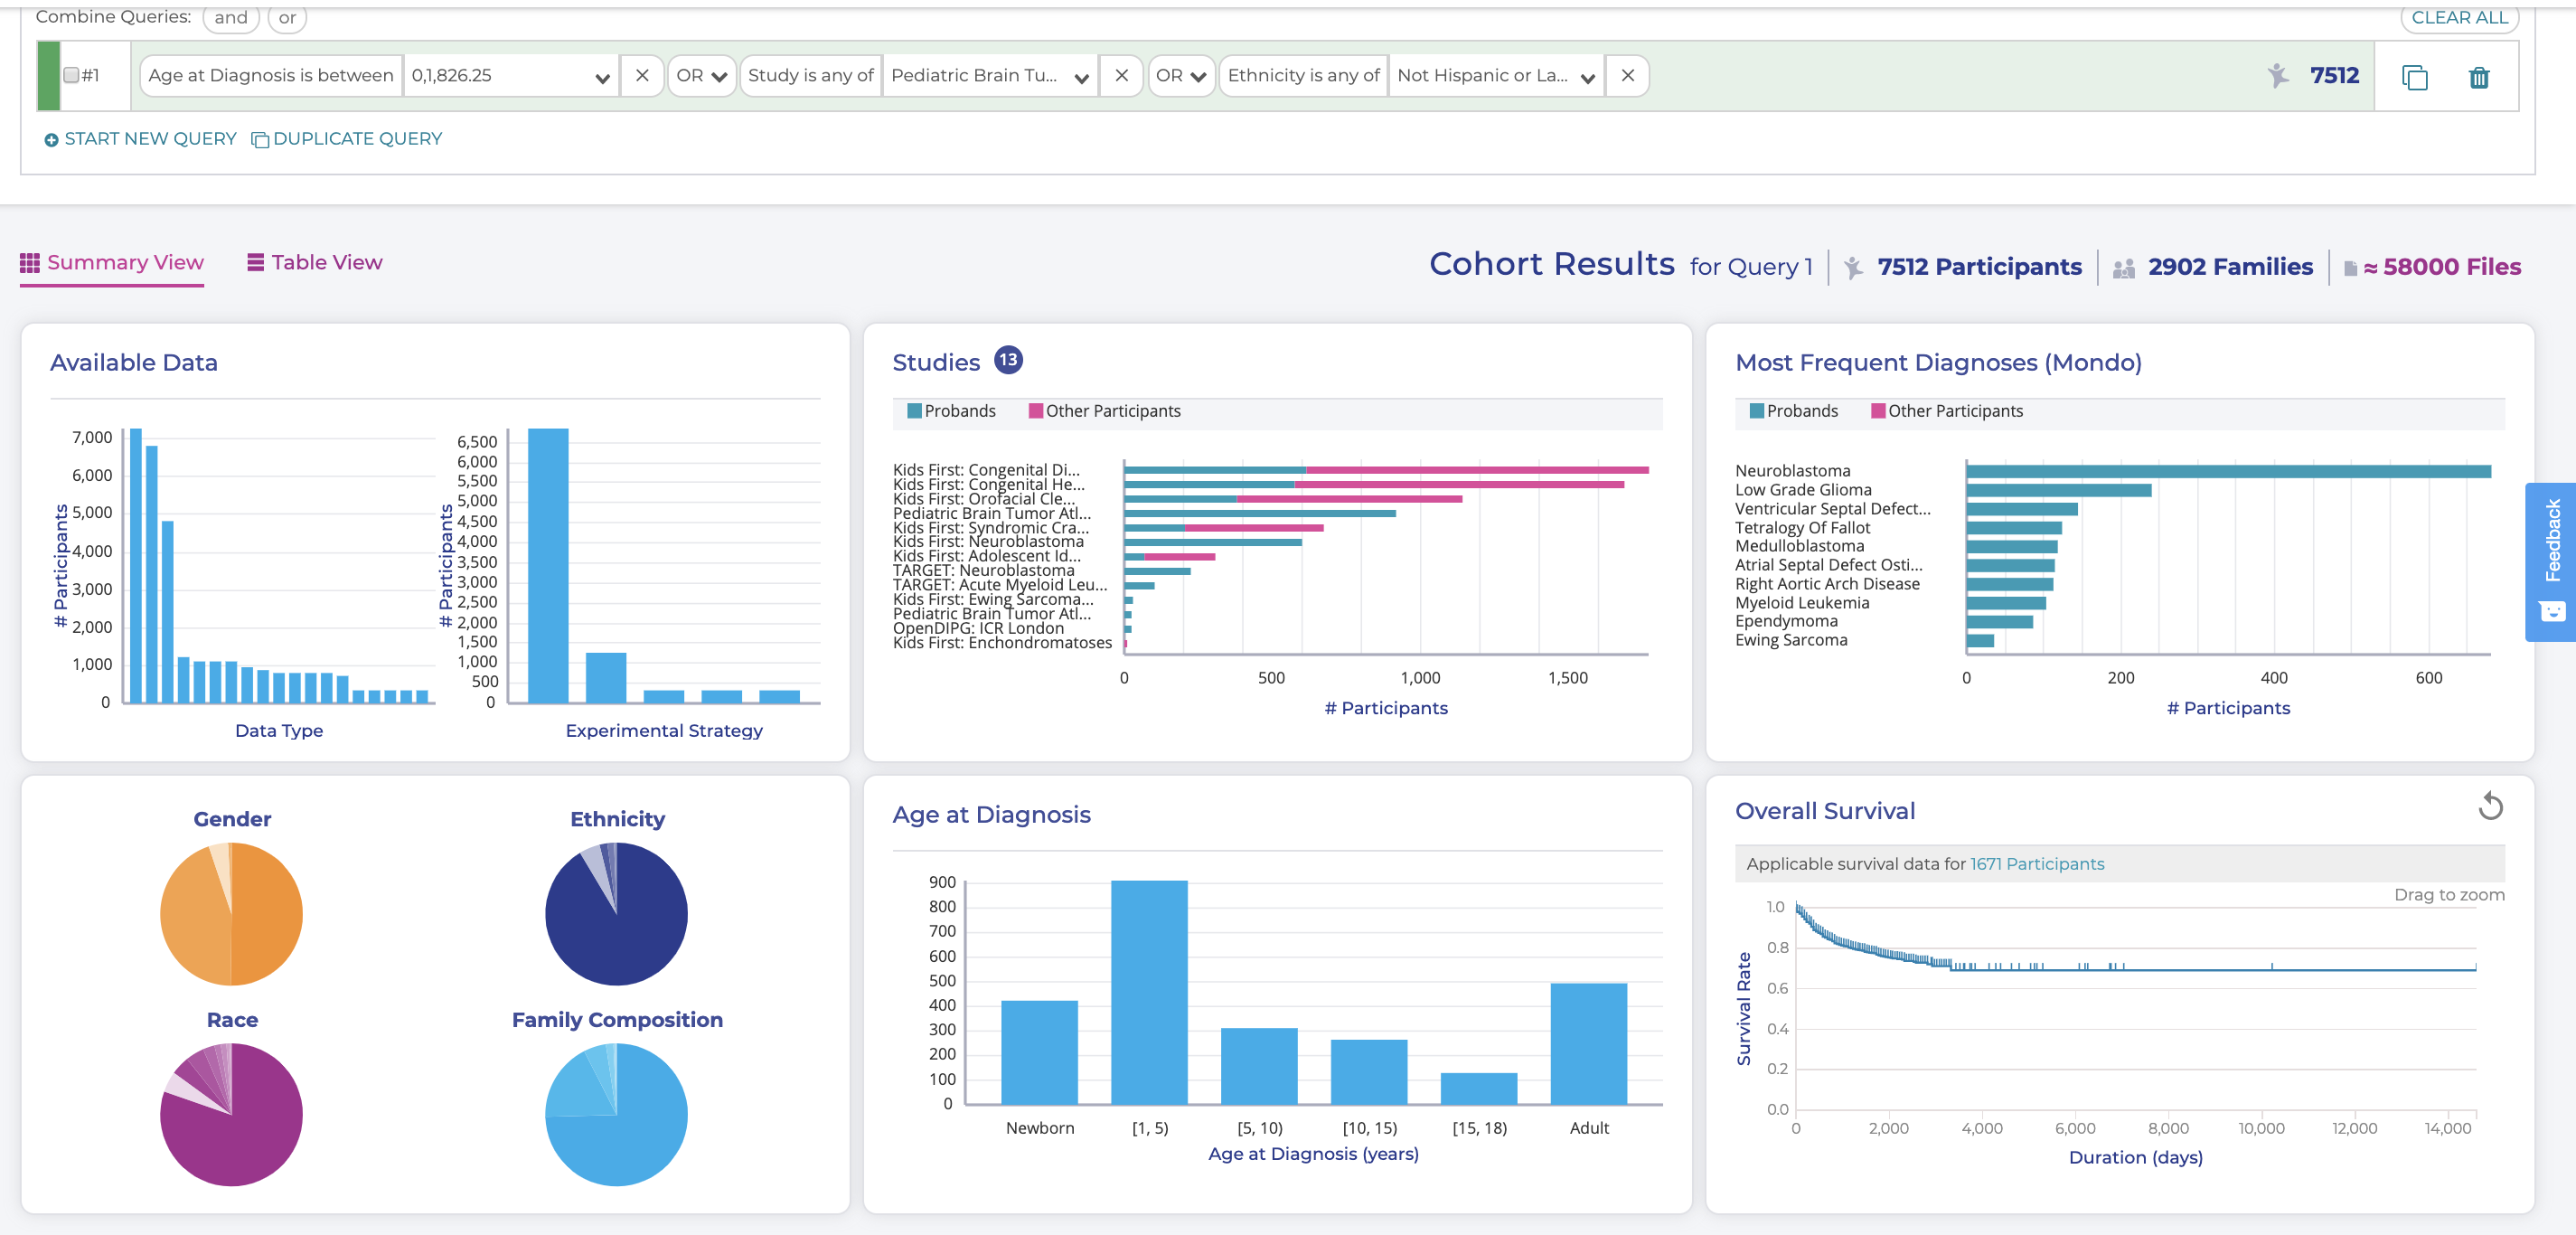 Combine Queries: and or CLEAR ALL
#1 Age at Diagnosis is between 0,1,826.25 OR Study is any of Pediatric Brain Tu... OR Ethnicity is any of Not Hispanic or La... 7512
START NEW QUERY DUPLICATE QUERY
Summary View Table View
Cohort Results for Query 1 7512 Participants 2902 Families ≈ 58000 Files
Available Data
# Participants
7,000
6,000
5,000
4,000
3,000
2,000
1,000
0
Data Type
# Participants
6,500
6,000
5,500
5,000
4,500
4,000
3,500
3,000
2,500
2,000
1,500
1,000
500
0
Experimental Strategy
Studies 13
Probands Other Participants
Kids First: Congenital Di...
Kids First: Congenital He...
Kids First: Orofacial Cle...
Pediatric Brain Tumor Atl...
Kids First: Syndromic Cra...
Kids First: Neuroblastoma
Kids First: Adolescent Id...
TARGET: Neuroblastoma
TARGET: Acute Myeloid Leu...
Kids First: Ewing Sarcoma...
Pediatric Brain Tumor Atl...
OpenDIPG: ICR London
Kids First: Enchondromatoses
0 500 1,000 1,500
# Participants
Most Frequent Diagnoses (Mondo)
Probands Other Participants
Neuroblastoma
Low Grade Glioma
Ventricular Septal Defect...
Tetralogy Of Fallot
Medulloblastoma
Atrial Septal Defect Osti...
Right Aortic Arch Disease
Myeloid Leukemia
Ependymoma
Ewing Sarcoma
0 200 400 600
# Participants
Feedback
Gender
Ethnicity
Race
Family Composition
Age at Diagnosis
900
800
700
600
500
400
300
200
100
0
Newborn [1, 5) [5, 10) [10, 15) [15, 18) Adult
Age at Diagnosis (years)
Overall Survival
Applicable survival data for 1671 Participants
Drag to zoom
Survival Rate
1.0
0.8
0.6
0.4
0.2
0.0
0 2,000 4,000 6,000 8,000 10,000 12,000 14,000
Duration (days)